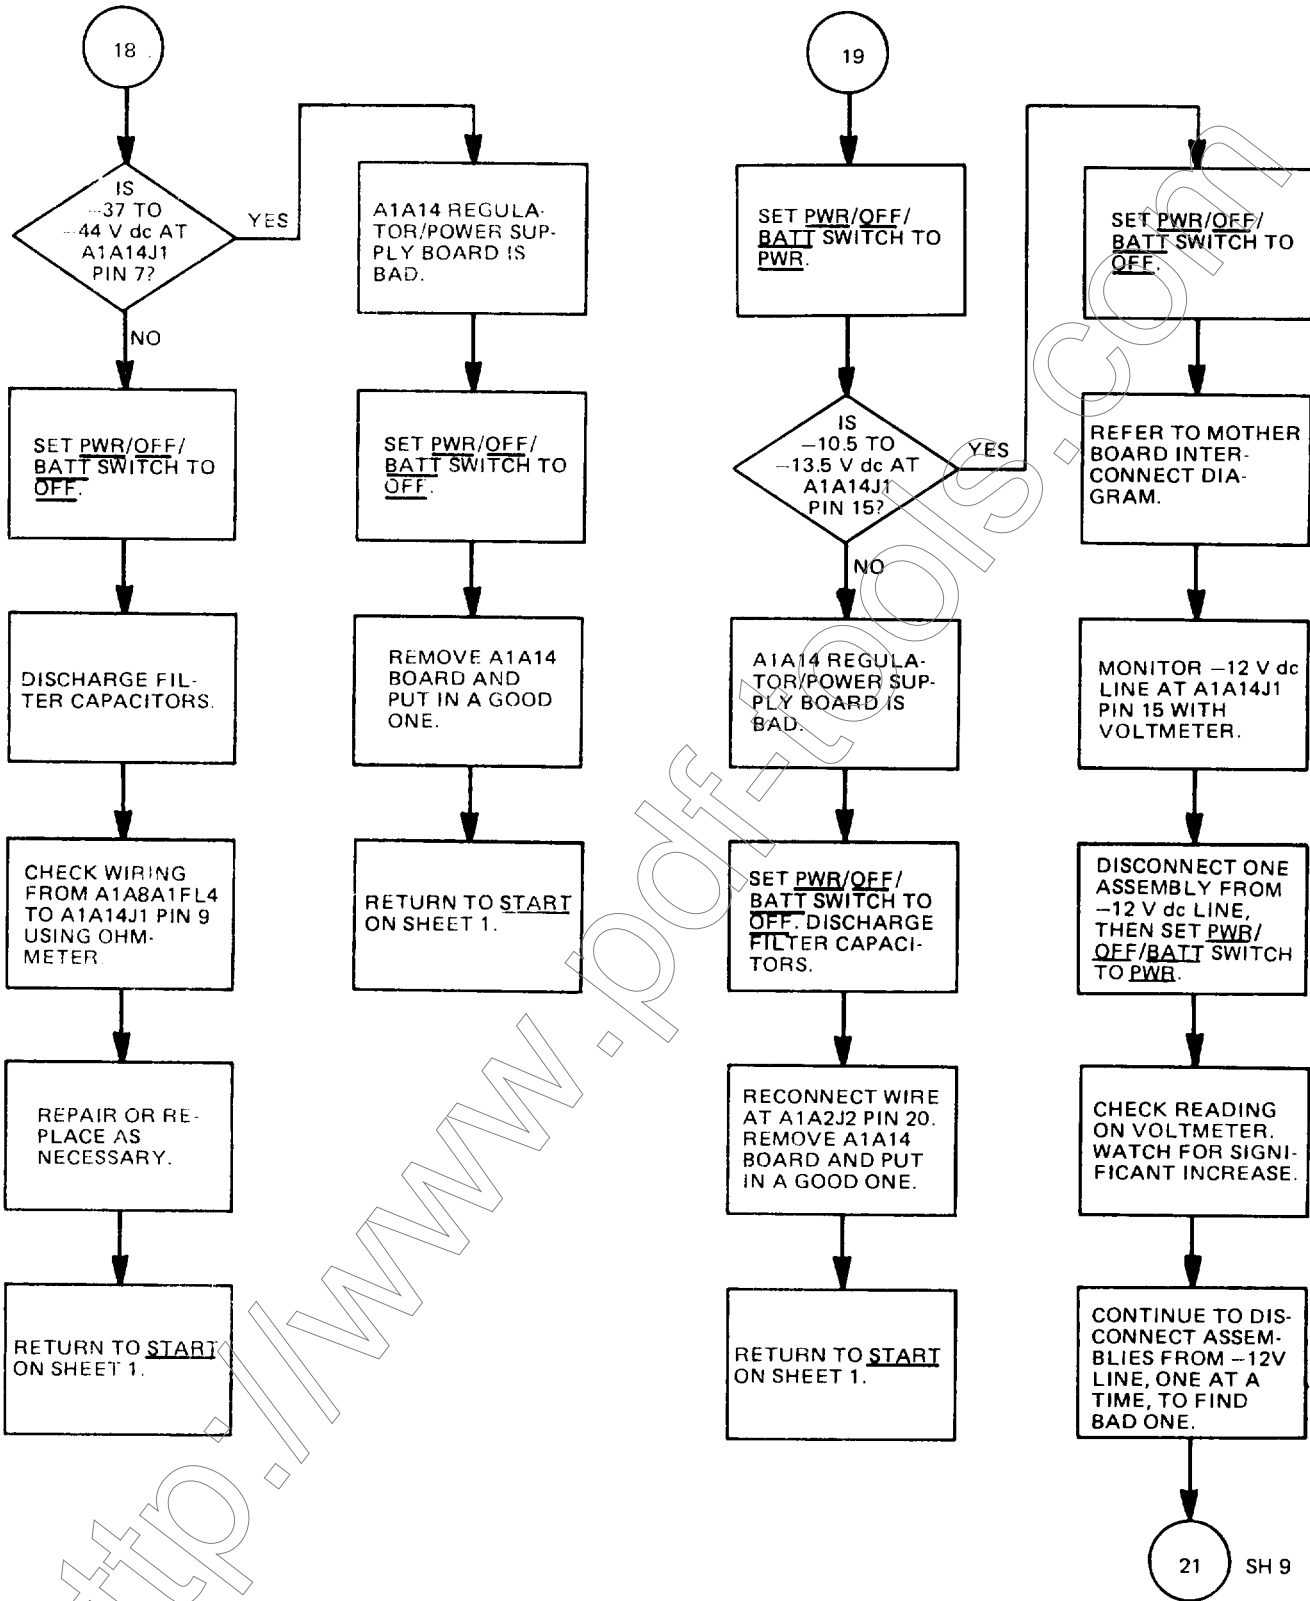 18
IS
-37 TO
-44 V dc AT
A1A14J1
PIN 7?
YES
NO
SET PWR/OFF/
BATT SWITCH TO
OFF.
DISCHARGE FIL-
TER CAPACITORS.
CHECK WIRING
FROM A1A8A1FL4
TO A1A14J1 PIN 9
USING OHM-
METER.
REPAIR OR RE-
PLACE AS
NECESSARY.
RETURN TO START
ON SHEET 1.
A1A14 REGULA-
TOR/POWER SUP-
PLY BOARD IS
BAD.
SET PWR/OFF/
BATT SWITCH TO
OFF.
REMOVE A1A14
BOARD AND
PUT IN A GOOD
ONE.
RETURN TO START
ON SHEET 1.
19
SET PWR/OFF/
BATT SWITCH TO
PWR.
IS
-10.5 TO
-13.5 V dc AT
A1A14J1
PIN 15?
YES
NO
A1A14 REGULA-
TOR/POWER SUP-
PLY BOARD IS
BAD.
SET PWR/OFF/
BATT SWITCH TO
OFF. DISCHARGE
FILTER CAPACI-
TORS.
RECONNECT WIRE
AT A1A2J2 PIN 20.
REMOVE A1A14
BOARD AND PUT
IN A GOOD ONE.
RETURN TO START
ON SHEET 1.
SET PWR/OFF/
BATT SWITCH TO
OFF.
REFER TO MOTHER
BOARD INTER-
CONNECT DIA-
GRAM.
MONITOR -12 V dc
LINE AT A1A14J1
PIN 15 WITH
VOLTMETER.
DISCONNECT ONE
ASSEMBLY FROM
-12 V dc LINE,
THEN SET PWR/
OFF/BATT SWITCH
TO PWR.
CHECK READING
ON VOLTMETER.
WATCH FOR SIGNI-
FICANT INCREASE.
CONTINUE TO DIS-
CONNECT ASSEM-
BLIES FROM -12V
LINE, ONE AT A
TIME, TO FIND
BAD ONE.
21 SH 9
http://www.pdf-tools.com